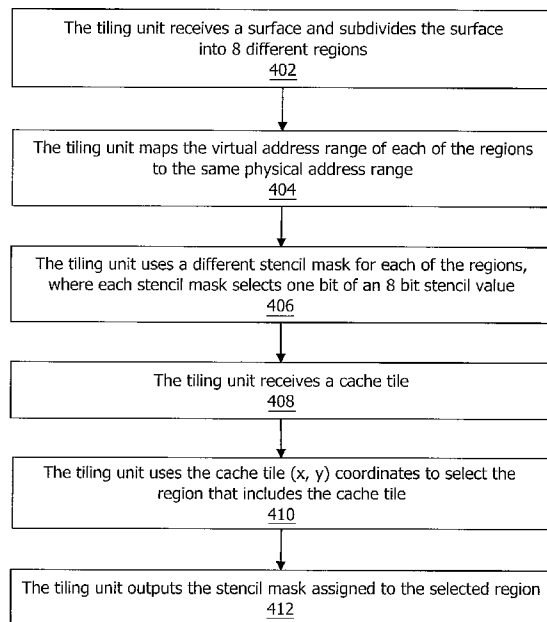 The tiling unit receives a surface and subdivides the surface
into 8 different regions
402
The tiling unit maps the virtual address range of each of the regions
to the same physical address range
404
The tiling unit uses a different stencil mask for each of the regions,
where each stencil mask selects one bit of an 8 bit stencil value
406
The tiling unit receives a cache tile
408
The tiling unit uses the cache tile (x, y) coordinates to select the
region that includes the cache tile
410
The tiling unit outputs the stencil mask assigned to the selected region
412